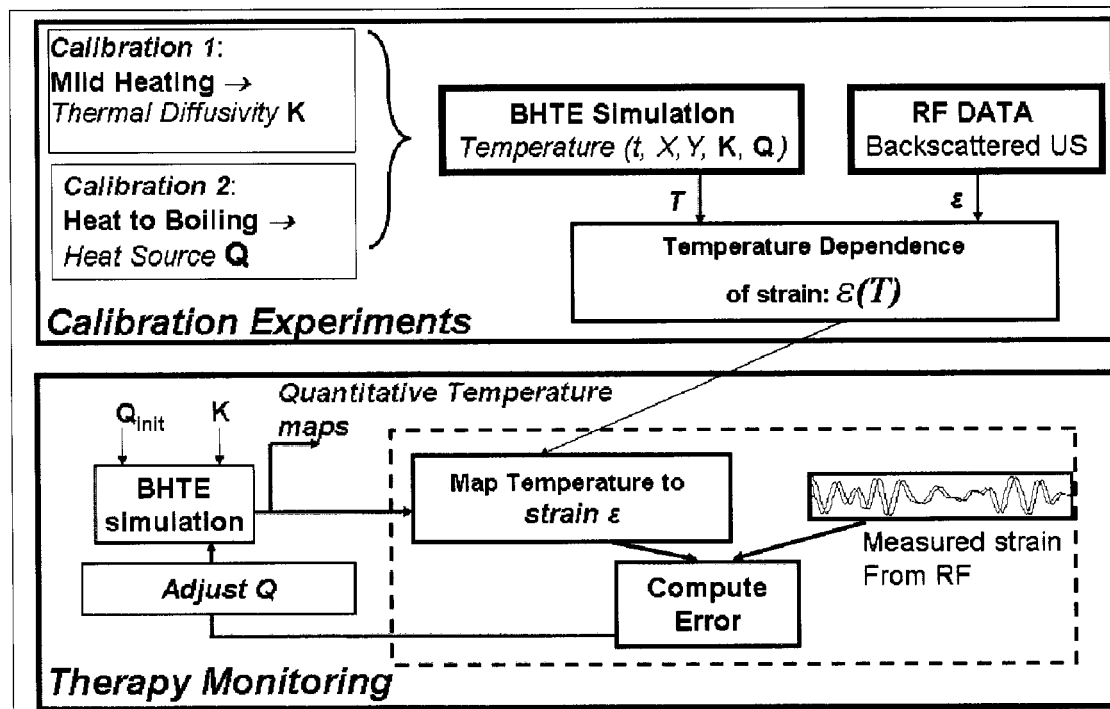 Calibration 1:
Mild Heating →
Thermal Diffusivity K
Calibration 2:
Heat to Boiling →
Heat Source Q
BHTE Simulation
Temperature (t, X, Y, K, Q )
RF DATA
Backscattered US
T
ε
Temperature Dependence
of strain: ε(T)
Calibration Experiments
Quantitative Temperature
maps
Qinit
K
BHTE
simulation
Map Temperature to
strain ε
Measured strain
From RF
Adjust Q
Compute
Error
Therapy Monitoring